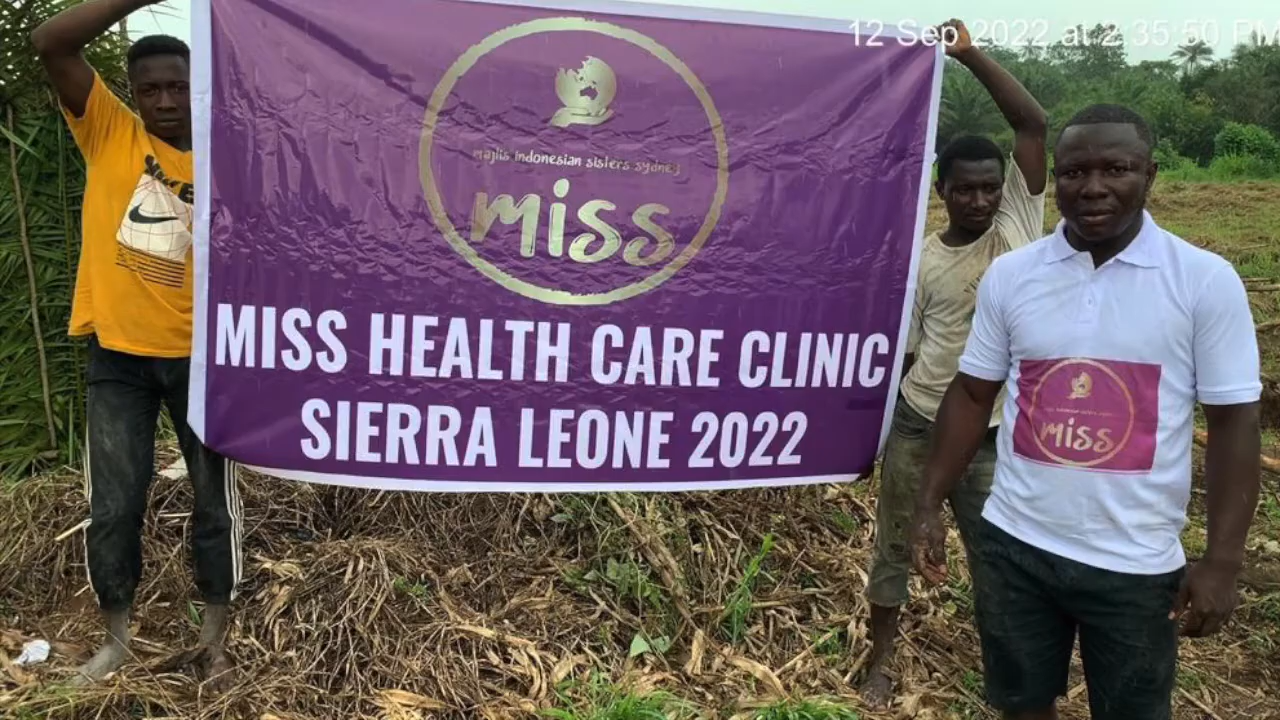 12 Sep 2022 at 2:35:50 PM
majlis indonesian sisters sydney
miss
MISS HEALTH CARE CLINIC
SIERRA LEONE 2022
miss